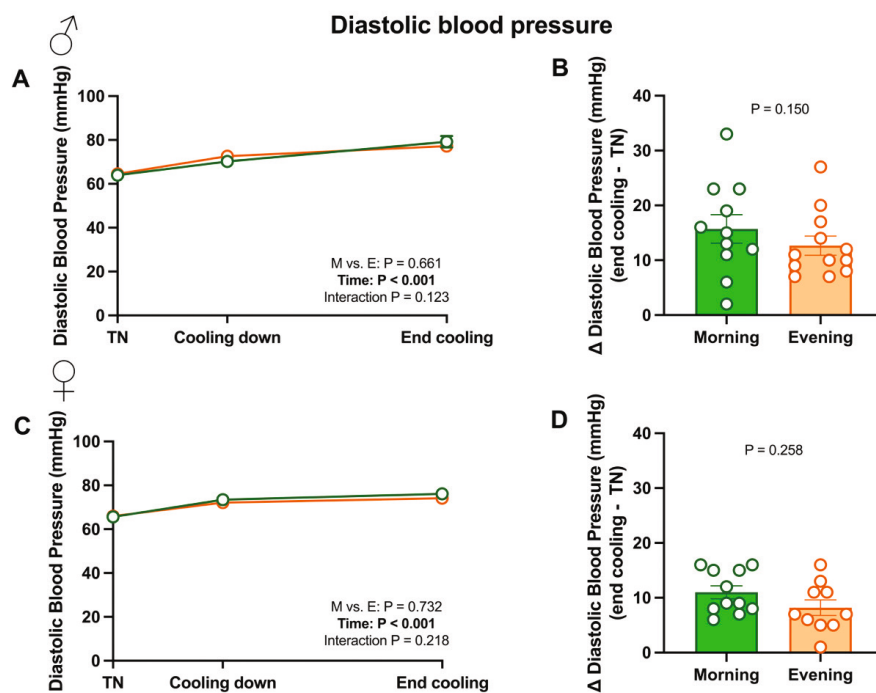 Diastolic blood pressure
A
Diastolic Blood Pressure (mmHg)
100
80
60
40
20
0
M vs. E: P = 0.661
Time: P < 0.001
Interaction P = 0.123
TN
Cooling down
End cooling
B
Δ Diastolic Blood Pressure (mmHg)
(end cooling - TN)
40
30
20
10
0
P = 0.150
Morning
Evening
C
Diastolic Blood Pressure (mmHg)
100
80
60
40
20
0
M vs. E: P = 0.732
Time: P < 0.001
Interaction P = 0.218
TN
Cooling down
End cooling
D
Δ Diastolic Blood Pressure (mmHg)
(end cooling - TN)
40
30
20
10
0
P = 0.258
Morning
Evening